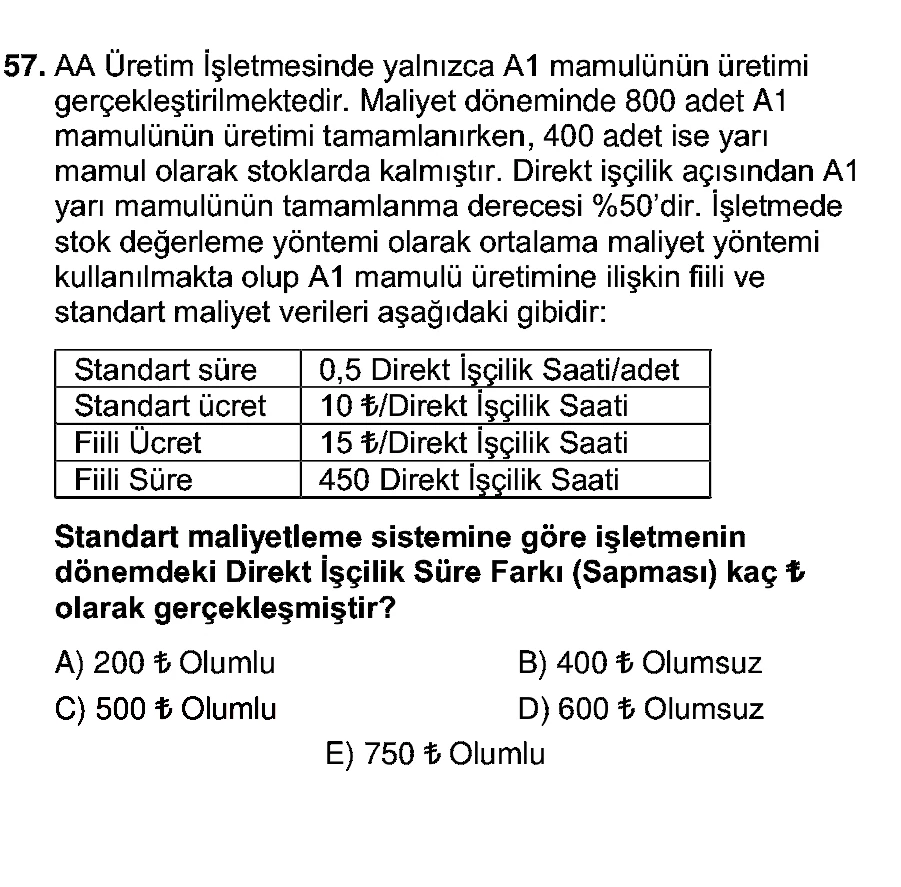 57. AA Üretim İşletmesinde yalnızca A1 mamulünün üretimi
gerçekleştirilmektedir. Maliyet döneminde 800 adet A1
mamulünün üretimi tamamlanırken, 400 adet ise yarı
mamul olarak stoklarda kalmıştır. Direkt işçilik açısından A1
yarı mamulünün tamamlanma derecesi %50'dir. İşletmede
stok değerleme yöntemi olarak ortalama maliyet yöntemi
kullanılmakta olup A1 mamulü üretimine ilişkin fiili ve
standart maliyet verileri aşağıdaki gibidir:
Standart süre 0,5 Direkt İşçilik Saati/adet
Standart ücret 10 ₺/Direkt İşçilik Saati
Fiili Ücret 15 ₺/Direkt İşçilik Saati
Fiili Süre 450 Direkt İşçilik Saati
Standart maliyetleme sistemine göre işletmenin
dönemdeki Direkt İşçilik Süre Farkı (Sapması) kaç ₺
olarak gerçekleşmiştir?
A) 200 ₺ Olumlu B) 400 ₺ Olumsuz
C) 500 ₺ Olumlu D) 600 ₺ Olumsuz
E) 750 ₺ Olumlu